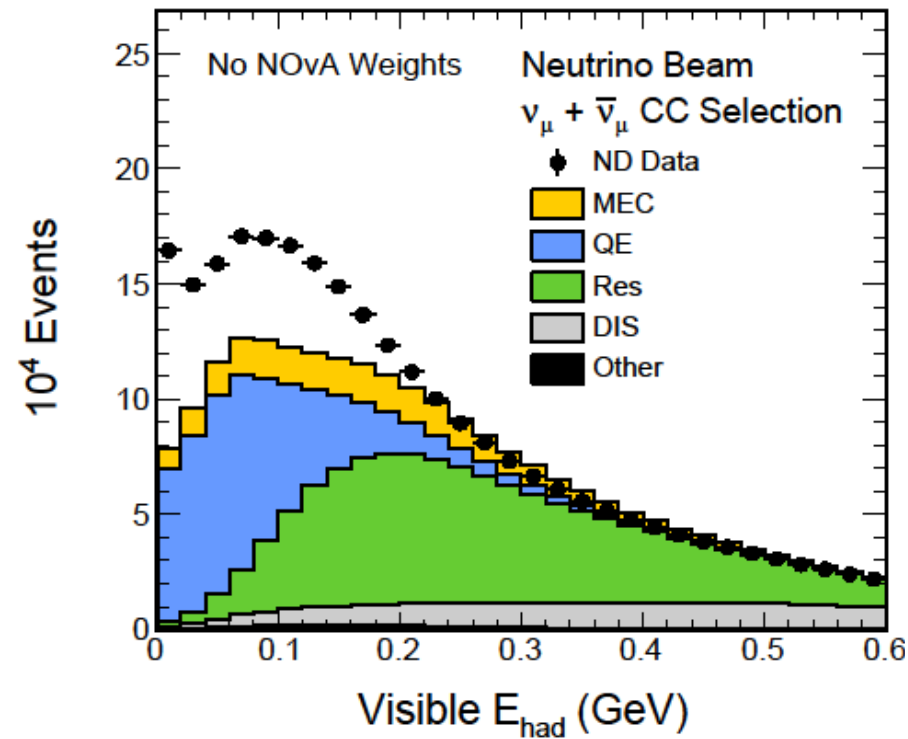 25
20
15
10
5
0
10⁴ Events
No NOvA Weights
Neutrino Beam
νμ + ν̄μ CC Selection
ND Data
MEC
QE
Res
DIS
Other
0 0.1 0.2 0.3 0.4 0.5 0.6
Visible E_had (GeV)